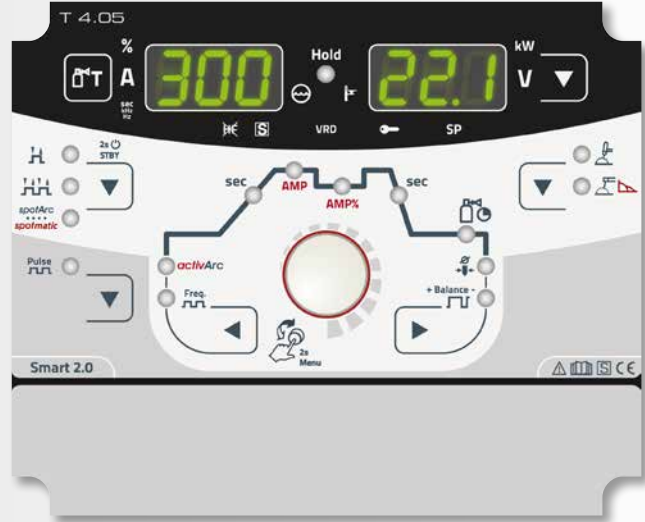 T 4.05
%
A
sec
kHz
Hz
T
300
Hold
22.1
kW
V
S
VRD
SP
2s
STBY
spotArc
spotmatic
Pulse
sec
AMP
AMP%
sec
activArc
Freq.
+ Balance -
2s
Menu
Smart 2.0
S CE